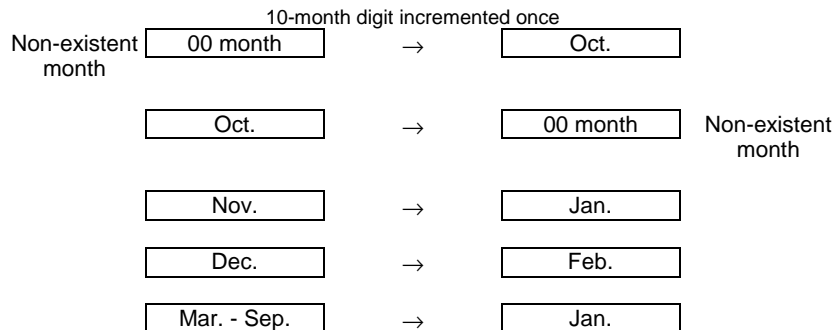 10-month digit incremented once
Non-existent month 00 month → Oct.
Oct. → 00 month Non-existent month
Nov. → Jan.
Dec. → Feb.
Mar. - Sep. → Jan.